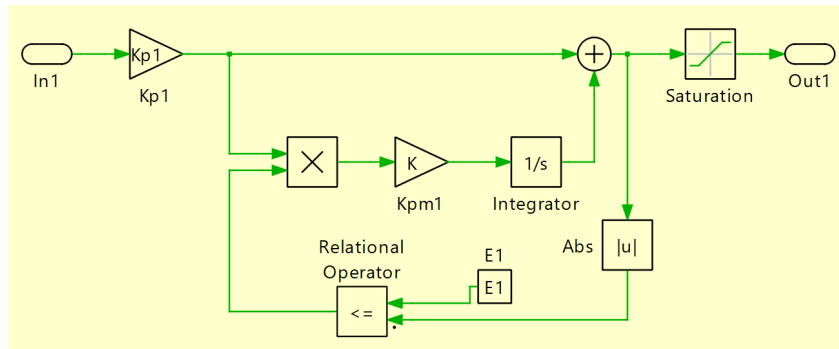 Kp1
In1
Kp1
Saturation
Out1
K
1/s
Kpm1
Integrator
Relational
Operator
E1
Abs
|u|
E1
<=